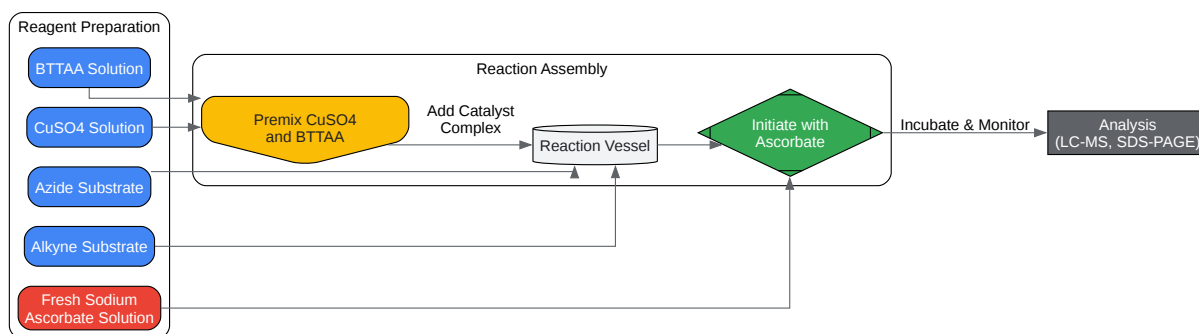 Reagent Preparation
BTTAA Solution
CuSO4 Solution
Azide Substrate
Alkyne Substrate
Fresh Sodium
Ascorbate Solution
Reaction Assembly
Premix CuSO4
and BTTAA
Add Catalyst
Complex
Reaction Vessel
Initiate with
Ascorbate
Incubate & Monitor
Analysis
(LC-MS, SDS-PAGE)